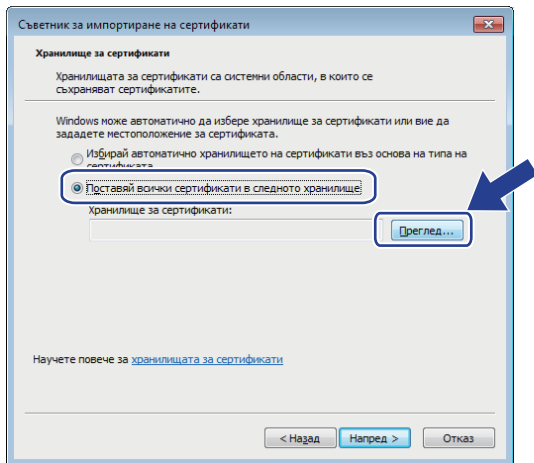 Съветник за импортиране на сертификати
Хранилище за сертификати
Хранилищата за сертификати са системни области, в които се
съхраняват сертификатите.
Windows може автоматично да избере хранилище за сертификати или вие да
зададете местоположение за сертификата.
Избирай автоматично хранилището на сертификати въз основа на типа на
сертификата
Поставяй всички сертификати в следното хранилище
Хранилище за сертификати:
Преглед...
Научете повече за хранилищата за сертификати
< Назад Напред > Отказ